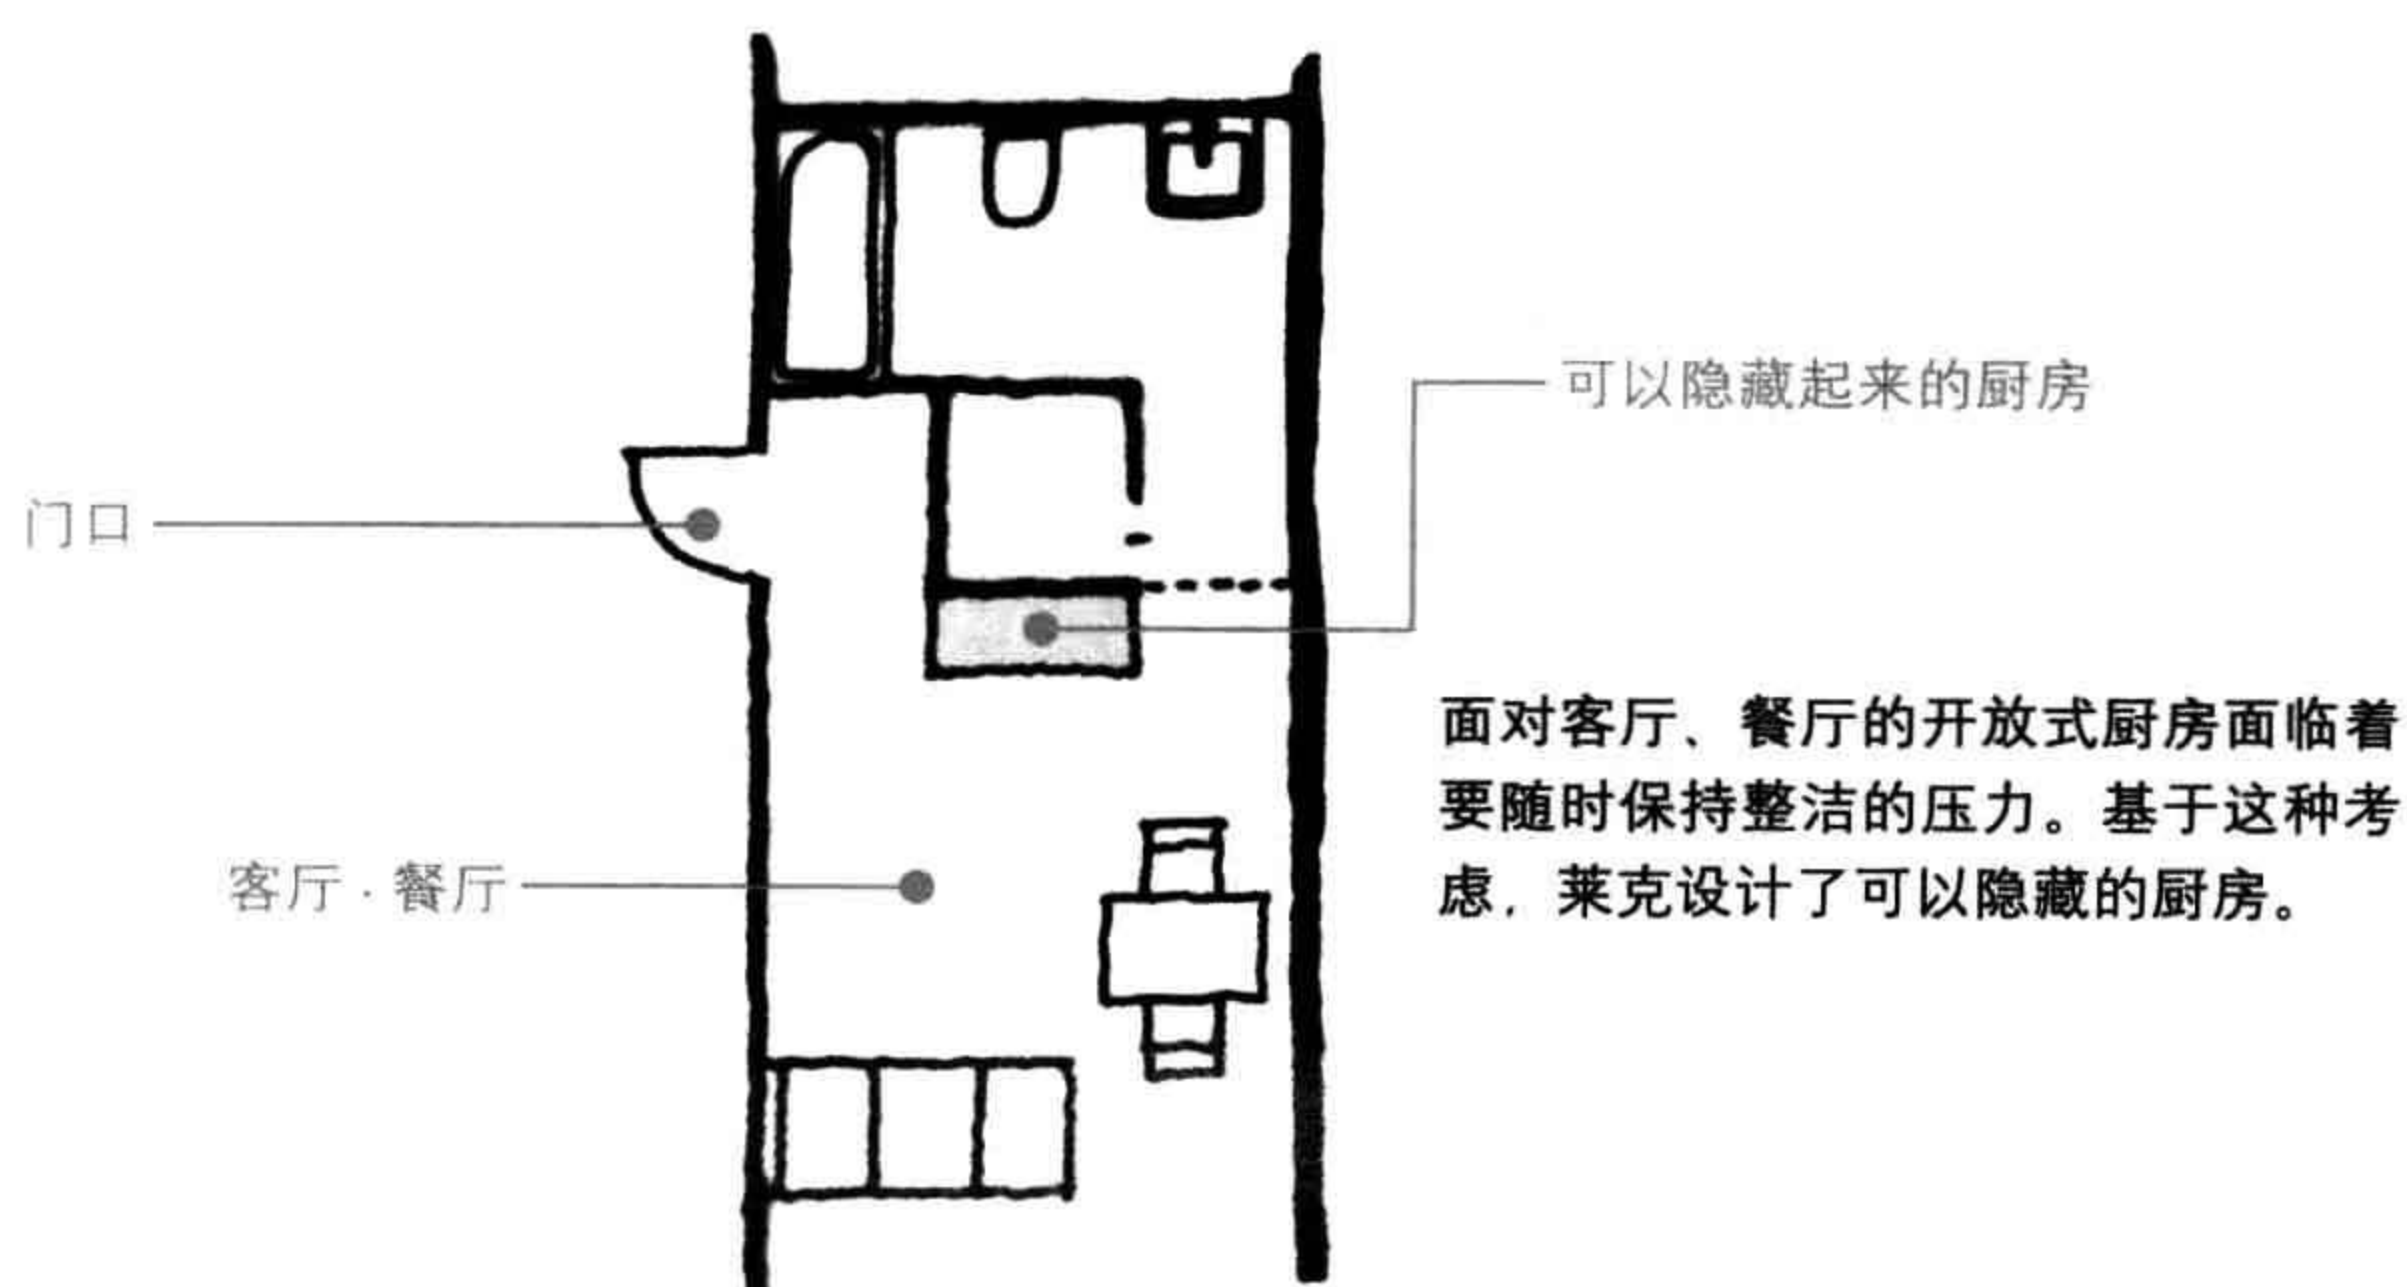 可以隐藏起来的厨房
门口
面对客厅、餐厅的开放式厨房面临着
要随时保持整洁的压力。基于这种考
虑，莱克设计了可以隐藏的厨房。
客厅·餐厅